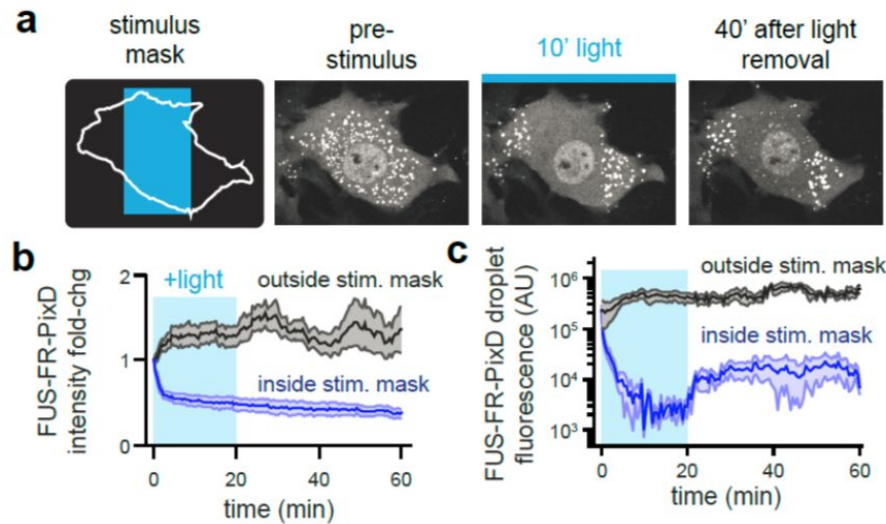 a
stimulus
mask
pre-
stimulus
10' light
40' after light
removal
b
FUS-FR-PixD
intensity fold-chg
2
1
0
+light
outside stim. mask
inside stim. mask
0
20
40
60
time (min)
c
FUS-FR-PixD droplet
fluorescence (AU)
10⁶
10⁵
10⁴
10³
outside stim. mask
inside stim. mask
0
20
40
60
time (min)